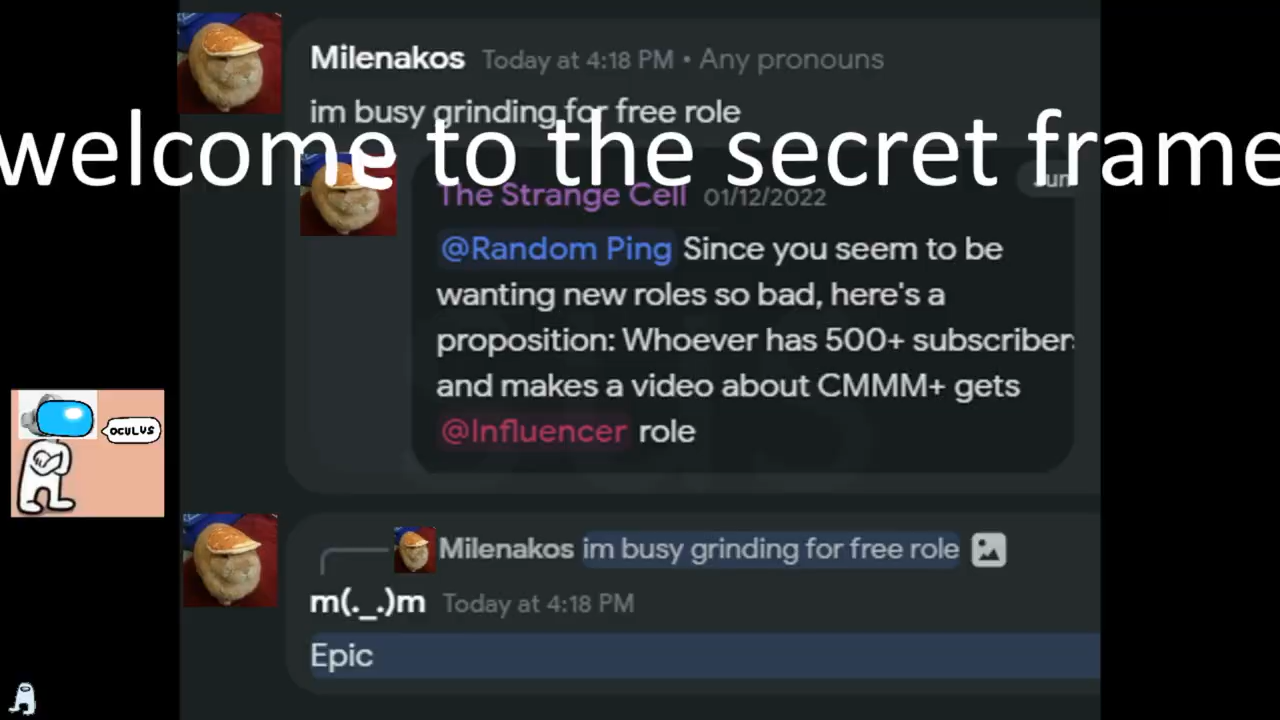 Milenakos Today at 4:18 PM • Any pronouns
im busy grinding for free role
welcome to the secret frame
The Strange Cell 01/12/2022
Jun
@Random Ping Since you seem to be
wanting new roles so bad, here's a
proposition: Whoever has 500+ subscribers
and makes a video about CMMM+ gets
@Influencer role
OCULUS
Milenakos im busy grinding for free role
m(._.)m Today at 4:18 PM
Epic